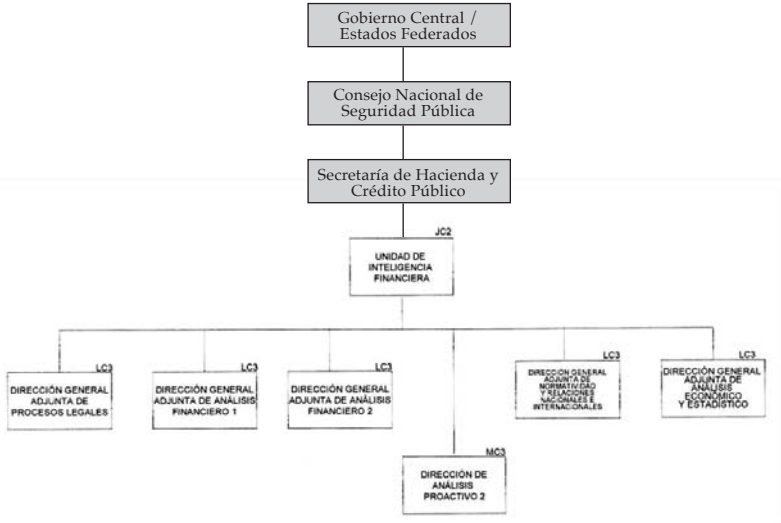 Gobierno Central /
Estados Federados
Consejo Nacional de
Seguridad Pública
Secretaría de Hacienda y
Crédito Público
JC2
UNIDAD DE
INTELIGENCIA
FINANCIERA
LC3
DIRECCIÓN GENERAL
ADJUNTA DE
PROCESOS LEGALES
LC3
DIRECCIÓN GENERAL
ADJUNTA DE ANÁLISIS
FINANCIERO 1
LC3
DIRECCIÓN GENERAL
ADJUNTA DE ANÁLISIS
FINANCIERO 2
LC3
DIRECCIÓN GENERAL
ADJUNTA DE
NORMATIVIDAD
Y RELACIONES
NACIONALES E
INTERNACIONALES
LC3
DIRECCIÓN GENERAL
ADJUNTA DE
ANÁLISIS
ECONÓMICO
Y ESTADÍSTICO
MC3
DIRECCIÓN DE
ANÁLISIS
PROACTIVO 2